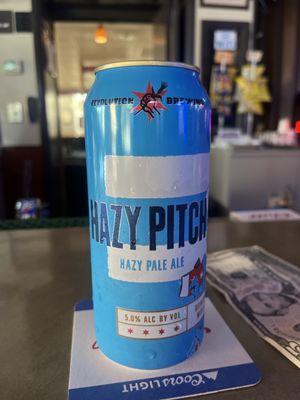 REVOLUTION BREWING
HAZY PITCH
HAZY PALE ALE
5.0% ALC BY VOL
Coors LIGHT